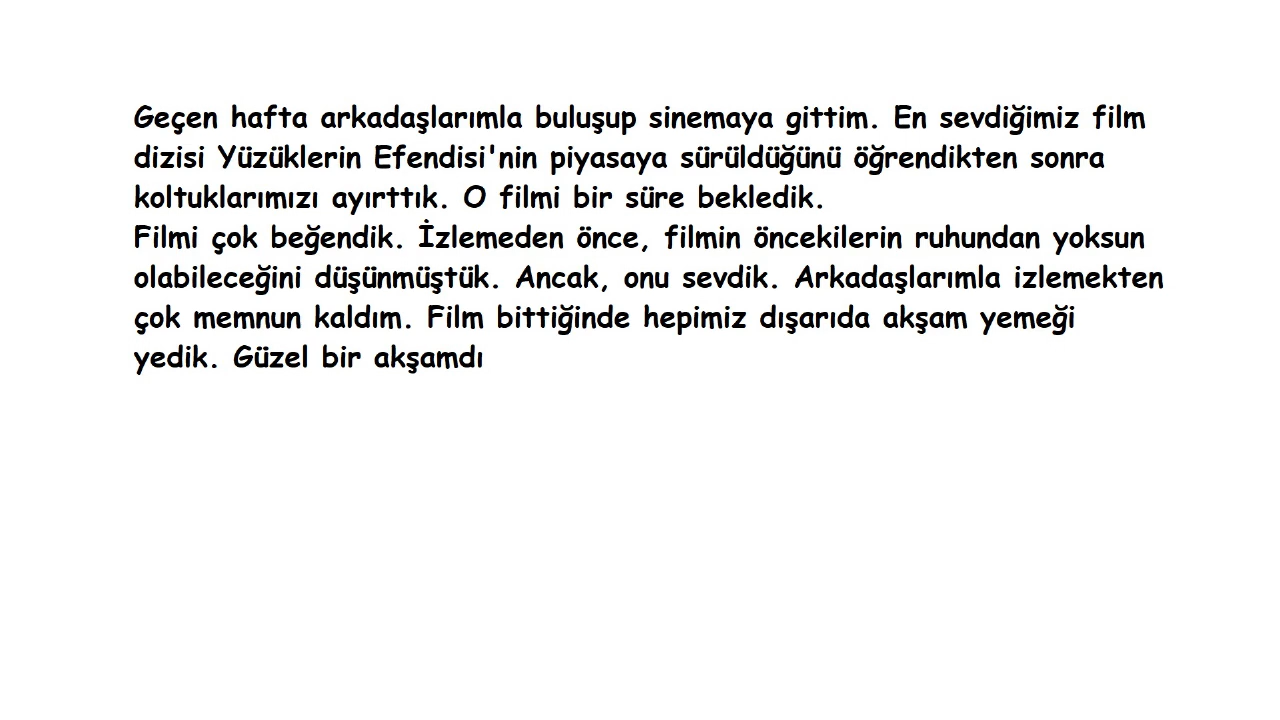 Geçen hafta arkadaşlarımla buluşup sinemaya gittim. En sevdiğimiz film
dizisi Yüzüklerin Efendisi'nin piyasaya sürüldüğünü öğrendikten sonra
koltuklarımızı ayırttık. O filmi bir süre bekledik.
Filmi çok beğendik. İzlemeden önce, filmin öncekilerin ruhundan yoksun
olabileceğini düşünmüştük. Ancak, onu sevdik. Arkadaşlarımla izlemekten
çok memnun kaldım. Film bittiğinde hepimiz dışarıda akşam yemeği
yedik. Güzel bir akşamdı